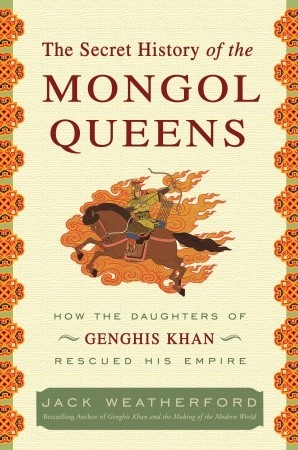 The Secret History of the
MONGOL
QUEENS
HOW THE DAUGHTERS OF
GENGHIS KHAN
RESCUED HIS EMPIRE
JACK WEATHERFORD
Bestselling Author of Genghis Khan and the Making of the Modern World